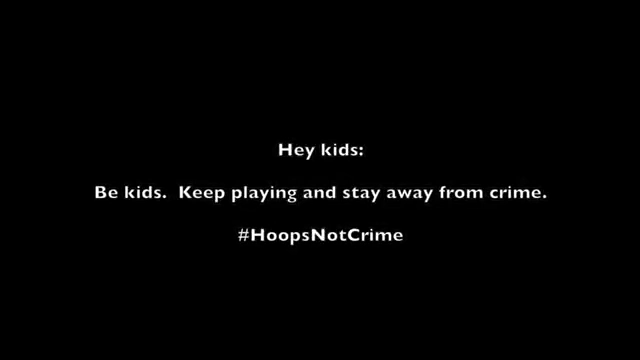 Hey kids:
Be kids.  Keep playing and stay away from crime.
#HoopsNotCrime